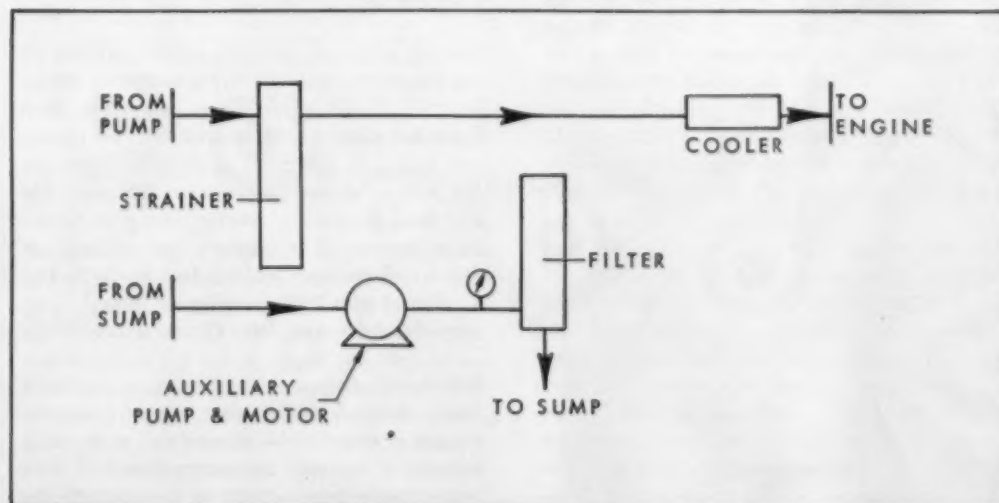 FROM
PUMP
STRAINER
COOLER
TO
ENGINE
FROM
SUMP
FILTER
AUXILIARY
PUMP & MOTOR
TO SUMP